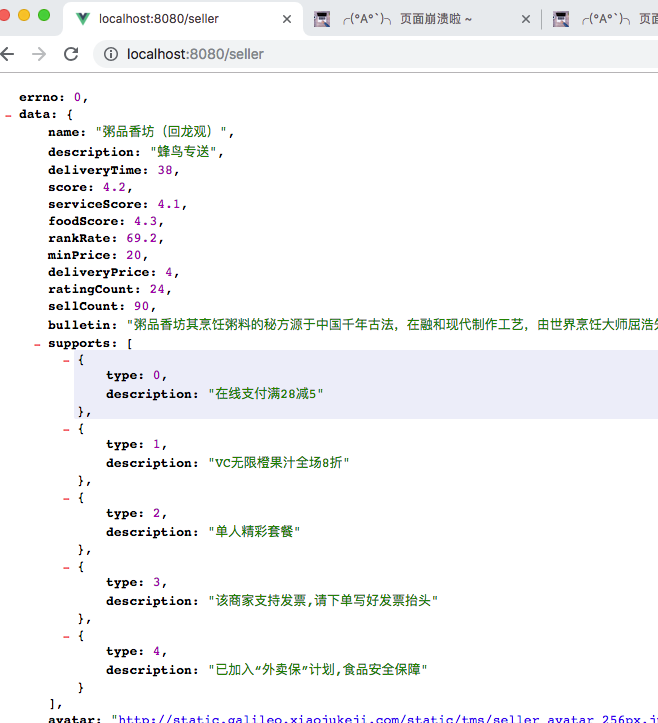 localhost:8080/seller
╭(°A°`)╮ 页面崩溃啦 ~
╭(°A°`)╮ 页面
localhost:8080/seller
errno: 0,
data: {
name: "粥品香坊（回龙观）",
description: "蜂鸟专送",
deliveryTime: 38,
score: 4.2,
serviceScore: 4.1,
foodScore: 4.3,
rankRate: 69.2,
minPrice: 20,
deliveryPrice: 4,
ratingCount: 24,
sellCount: 90,
bulletin: "粥品香坊其烹饪粥料的秘方源于中国千年古法，在融和现代制作工艺，由世界烹饪大师屈浩
supports: [
{
type: 0,
description: "在线支付满28减5"
},
{
type: 1,
description: "VC无限橙果汁全场8折"
},
{
type: 2,
description: "单人精彩套餐"
},
{
type: 3,
description: "该商家支持发票,请下单写好发票抬头"
},
{
type: 4,
description: "已加入“外卖保”计划,食品安全保障"
}
],
avatar: "http://static.galileo.xiaojukeji.com/static/tms/seller_avatar_256px.j